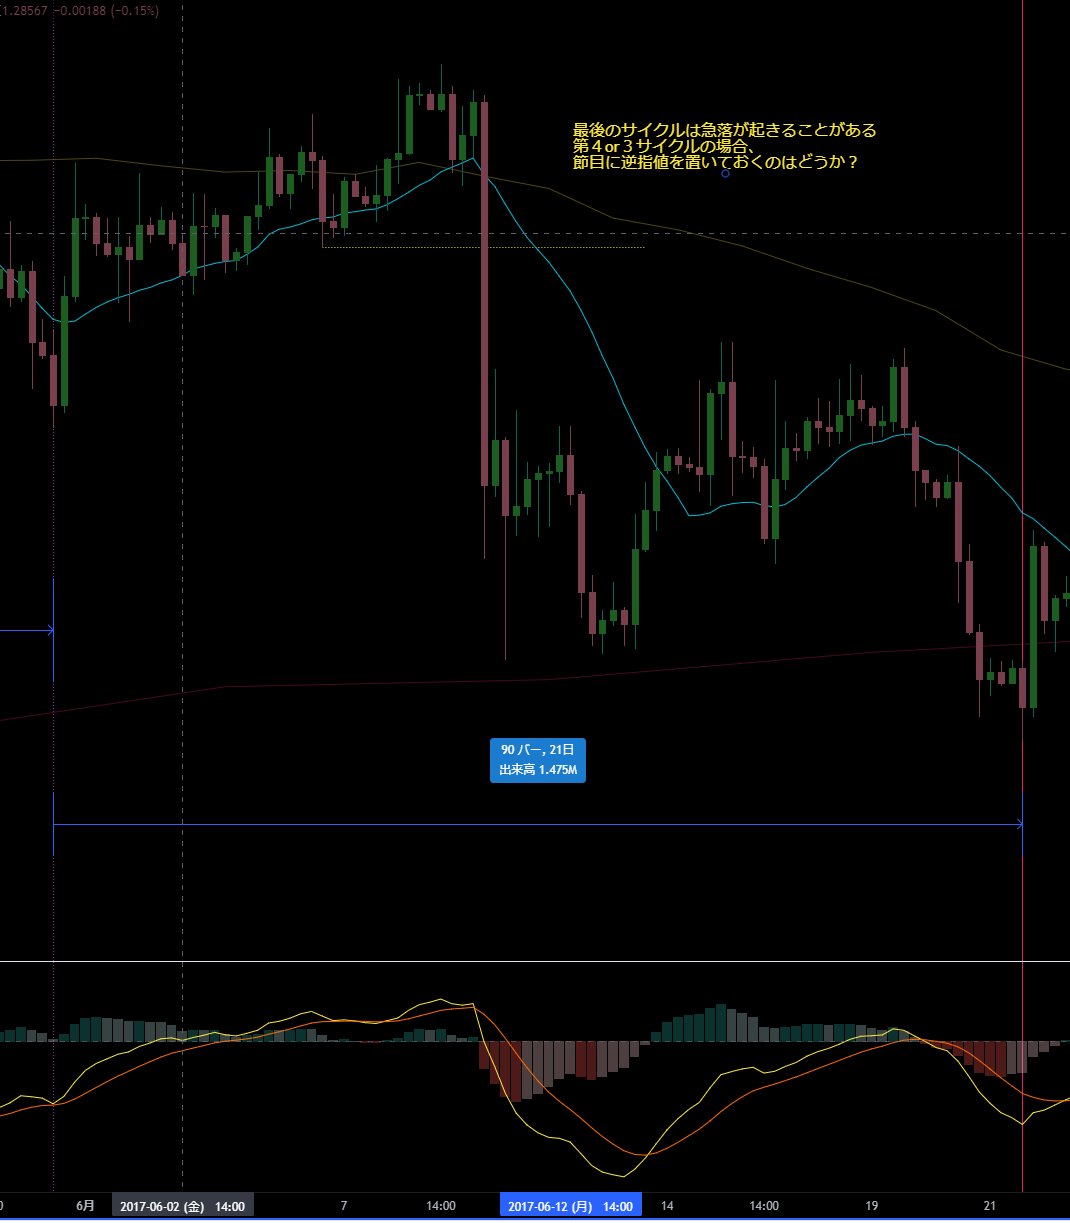 1.28567 −0.00188 (−0.15%)
最後のサイクルは急落が起きることがある
第４or３サイクルの場合、
節目に逆指値を置いておくのはどうか？
90 バー, 21日
出来高 1.475M
6月 2017-06-02 (金) 14:00 7 14:00 2017-06-12 (月) 14:00 14 14:00 19 21